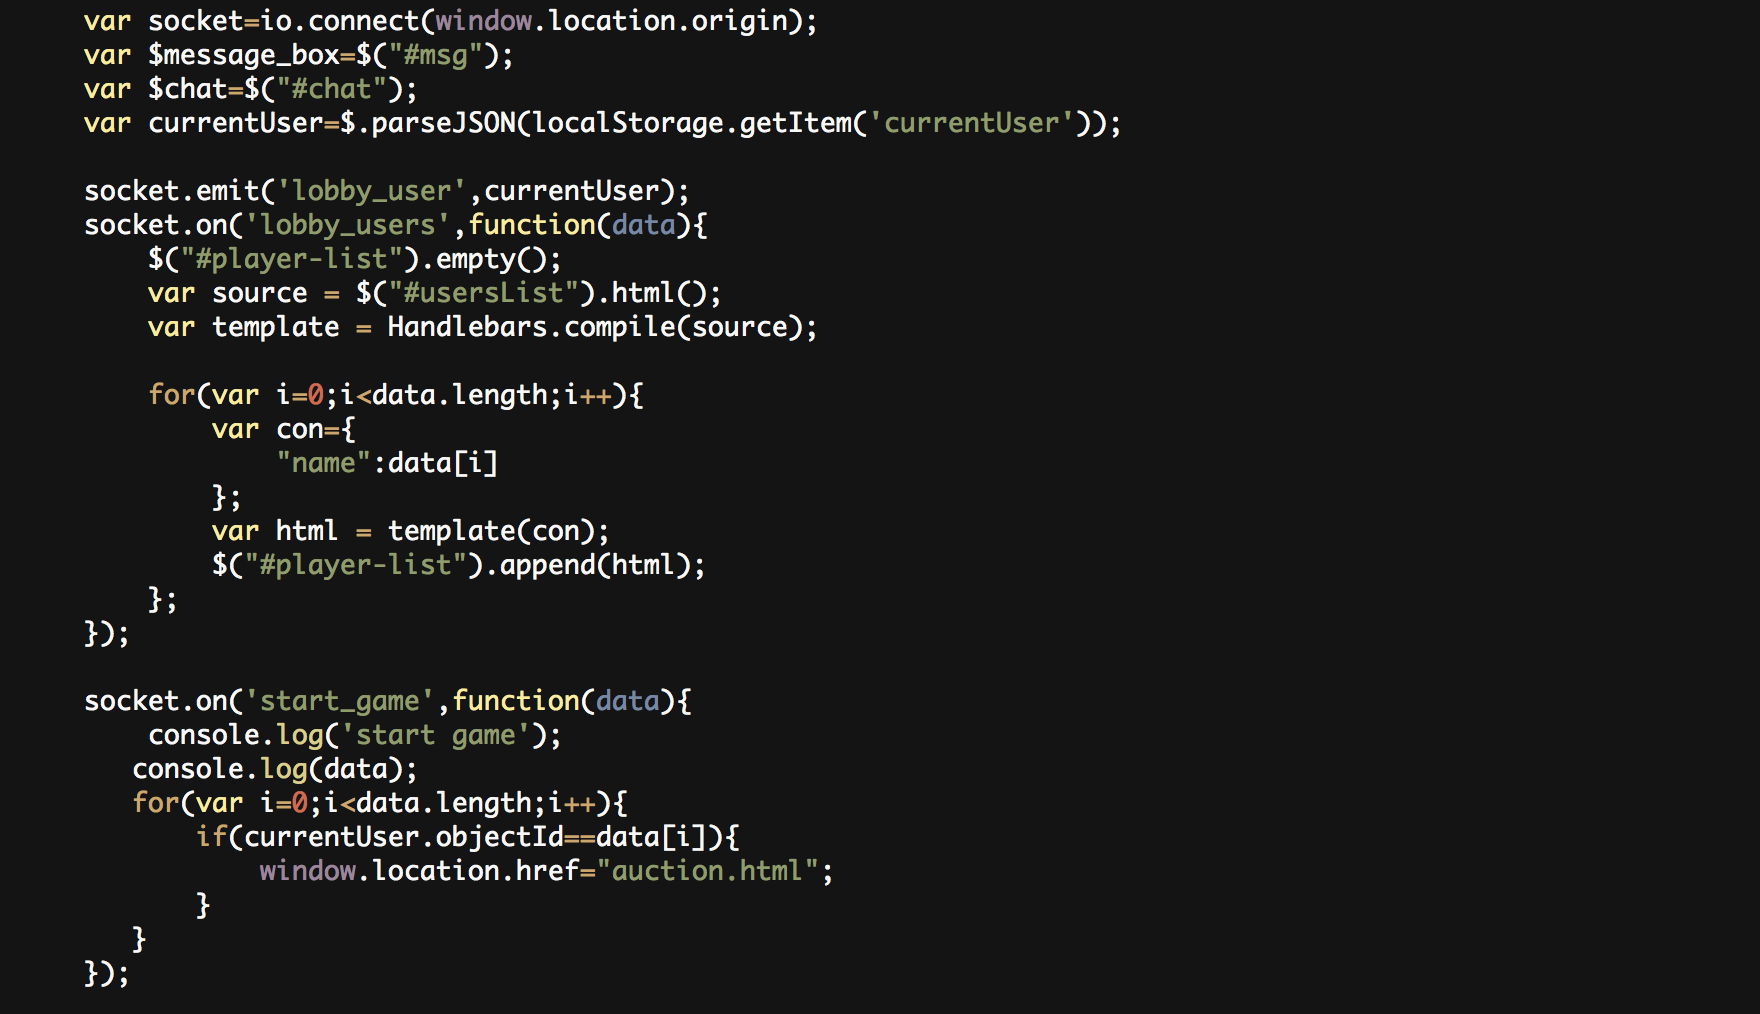 var socket=io.connect(window.location.origin);
var $message_box=$("#msg");
var $chat=$("#chat");
var currentUser=$.parseJSON(localStorage.getItem('currentUser'));
socket.emit('lobby_user',currentUser);
socket.on('lobby_users',function(data){
    $("#player-list").empty();
    var source = $("#usersList").html();
    var template = Handlebars.compile(source);
    for(var i=0;i<data.length;i++){
        var con={
            "name":data[i]
        };
        var html = template(con);
        $("#player-list").append(html);
    };
});
socket.on('start_game',function(data){
    console.log('start game');
   console.log(data);
   for(var i=0;i<data.length;i++){
       if(currentUser.objectId==data[i]){
           window.location.href="auction.html";
       }
   }
});